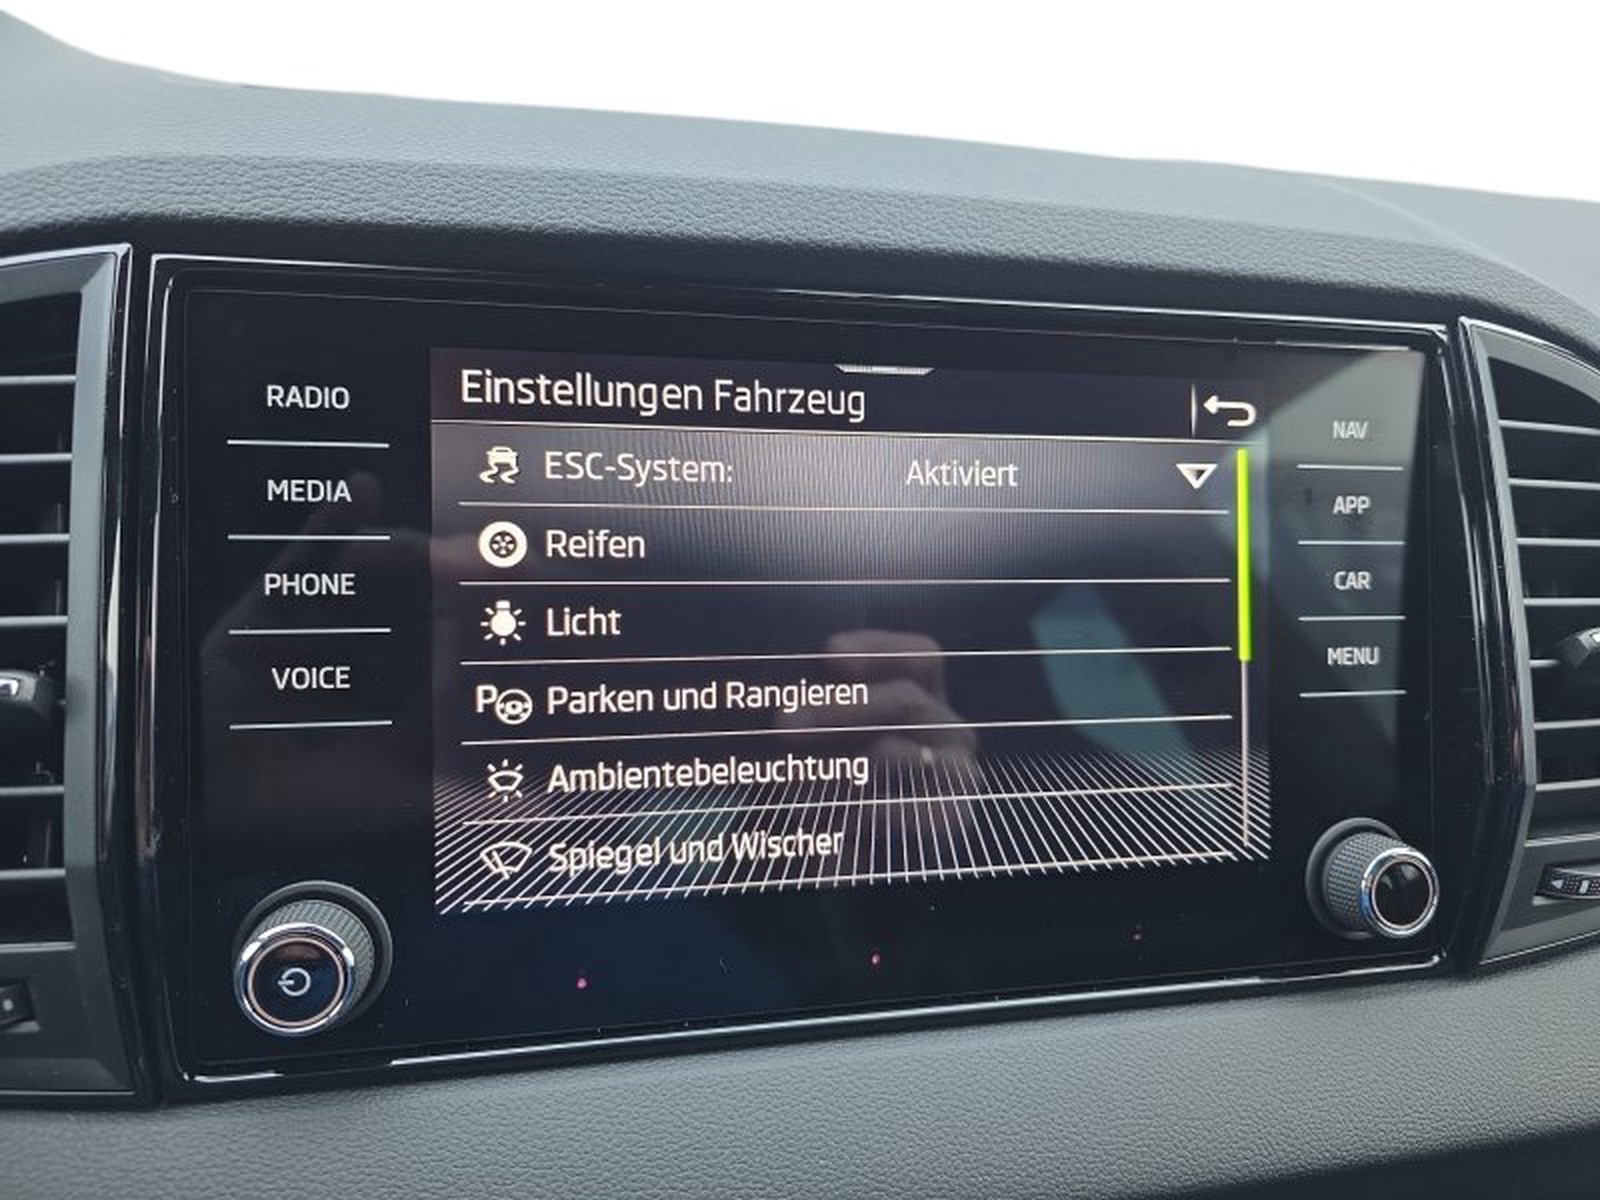 RADIO
MEDIA
PHONE
VOICE
Einstellungen Fahrzeug
ESC-System: Aktiviert
Reifen
Licht
P Parken und Rangieren
Ambientebeleuchtung
Spiegel und Wischer
NAV
APP
CAR
MENU